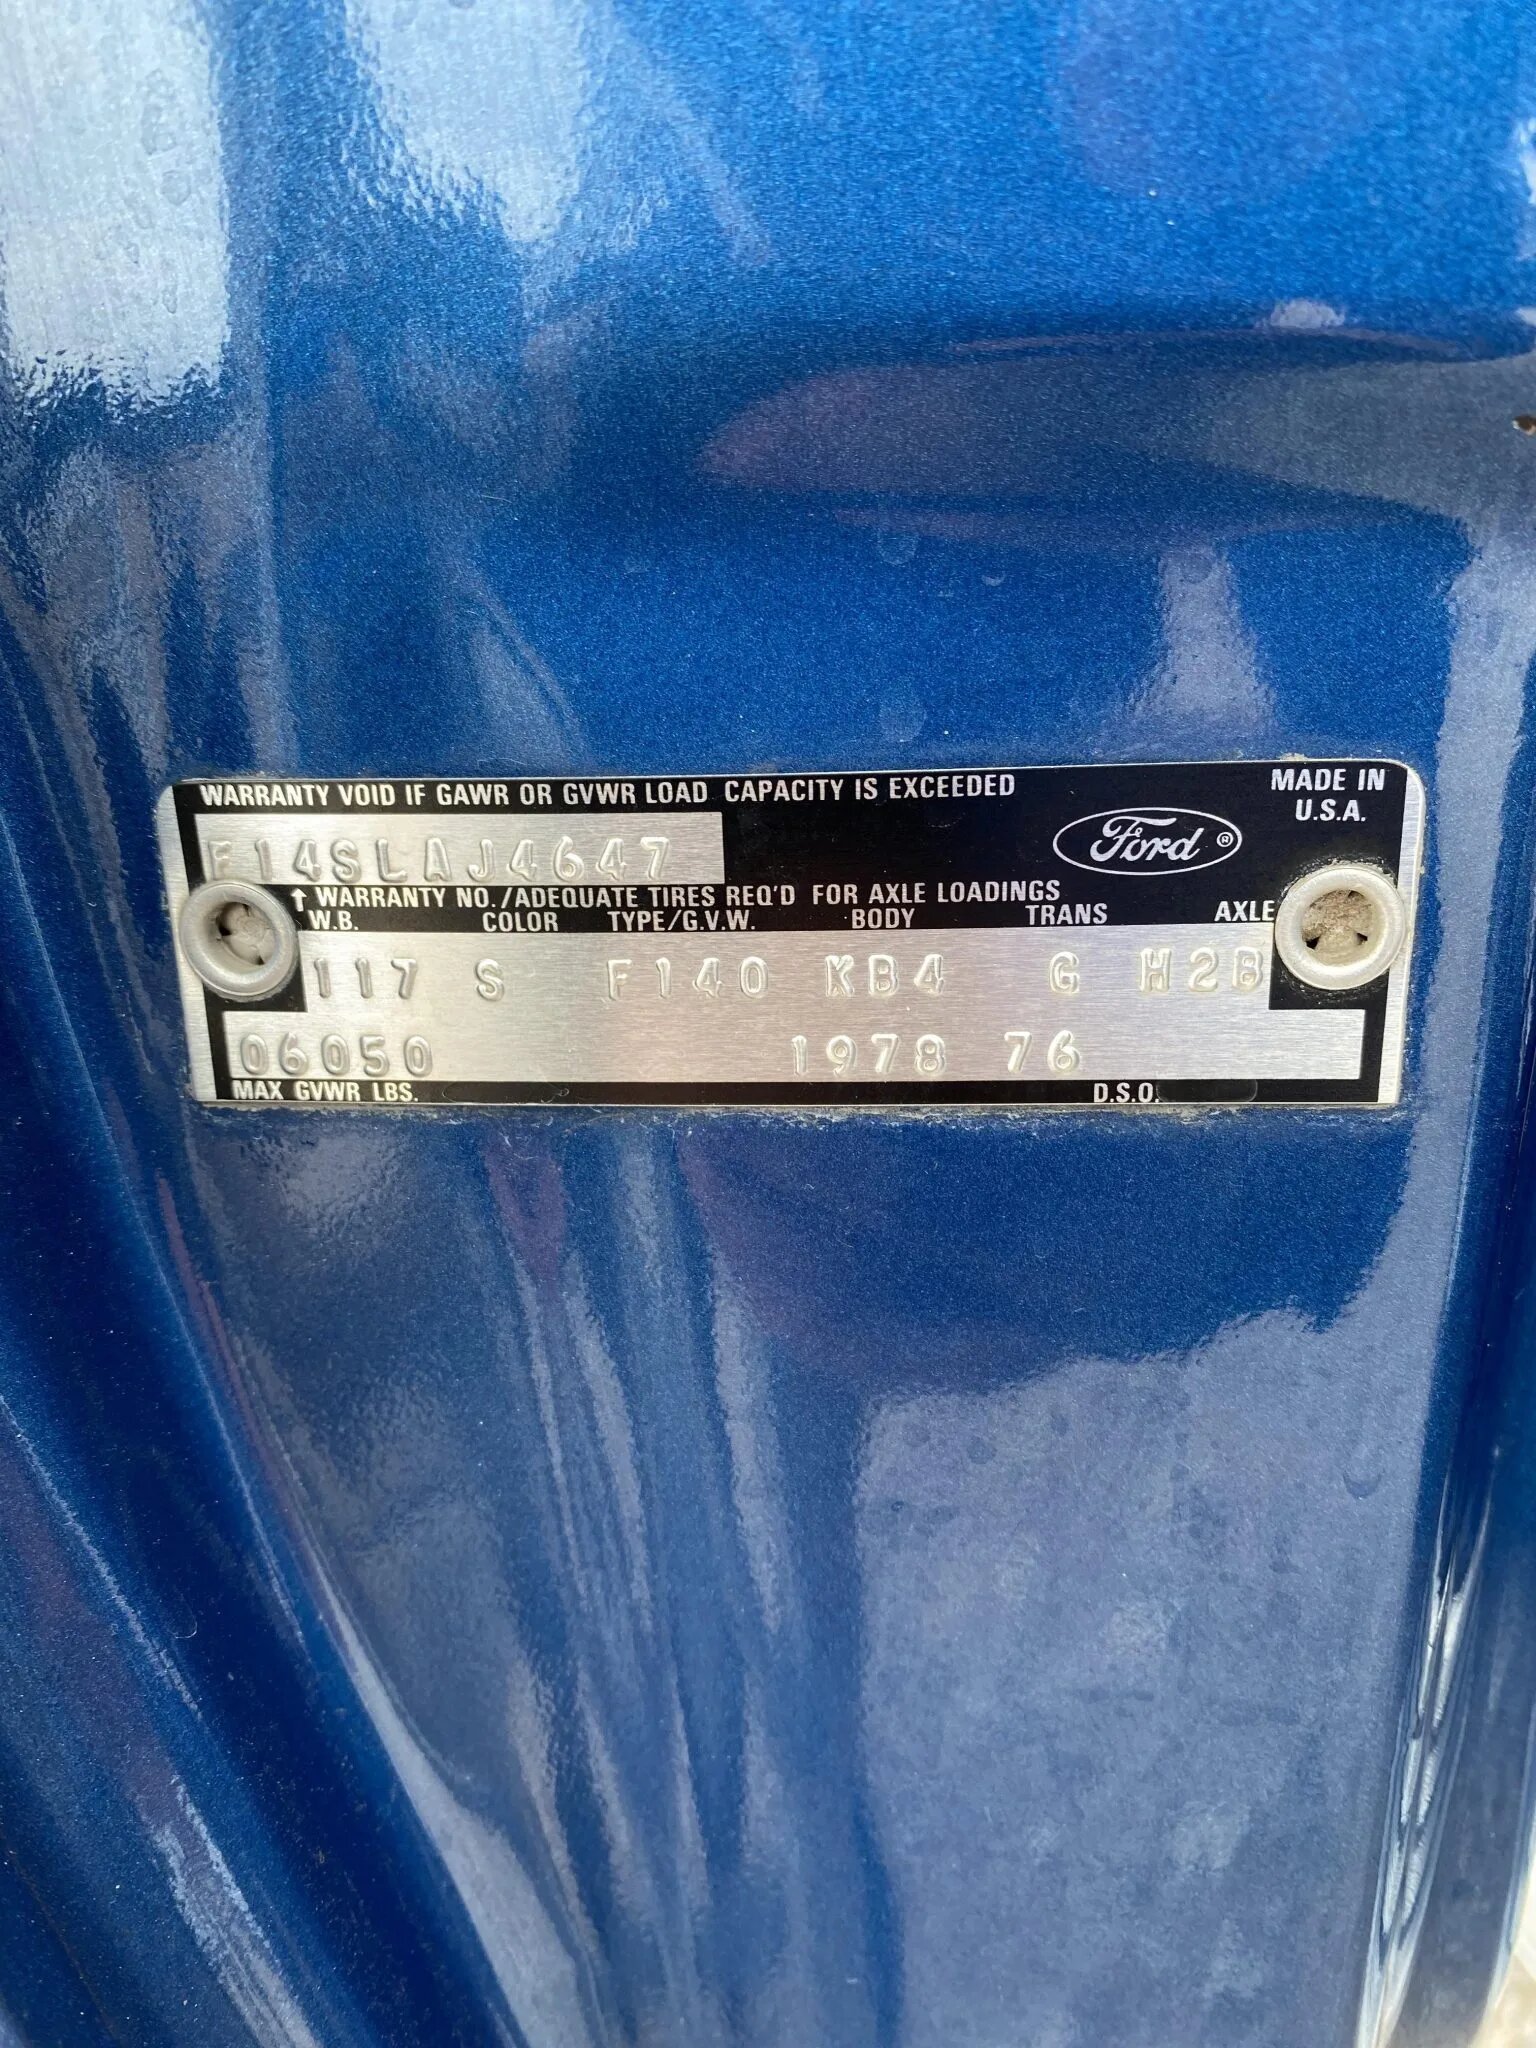 WARRANTY VOID IF GAWR OR GVWR LOAD CAPACITY IS EXCEEDED
MADE IN
U.S.A.
F14SLAJ4647
Ford ®
↑ WARRANTY NO./ADEQUATE TIRES REQ'D FOR AXLE LOADINGS
W.B. COLOR TYPE/G.V.W. BODY TRANS AXLE
117 S F140 KB4 G H2B
06050 1978 76
MAX GVWR LBS. D.S.O.